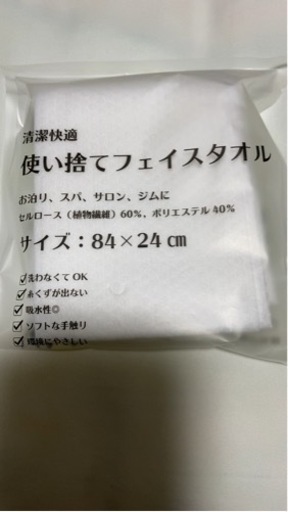 清潔快適
使い捨てフェイスタオル
お泊り、スパ、サロン、ジムに
セルロース（植物繊維）60%，ポリエステル40%
サイズ：84×24㎝
洗わなくてOK
糸くずが出ない
吸水性◎
ソフトな手触り
環境にやさしい